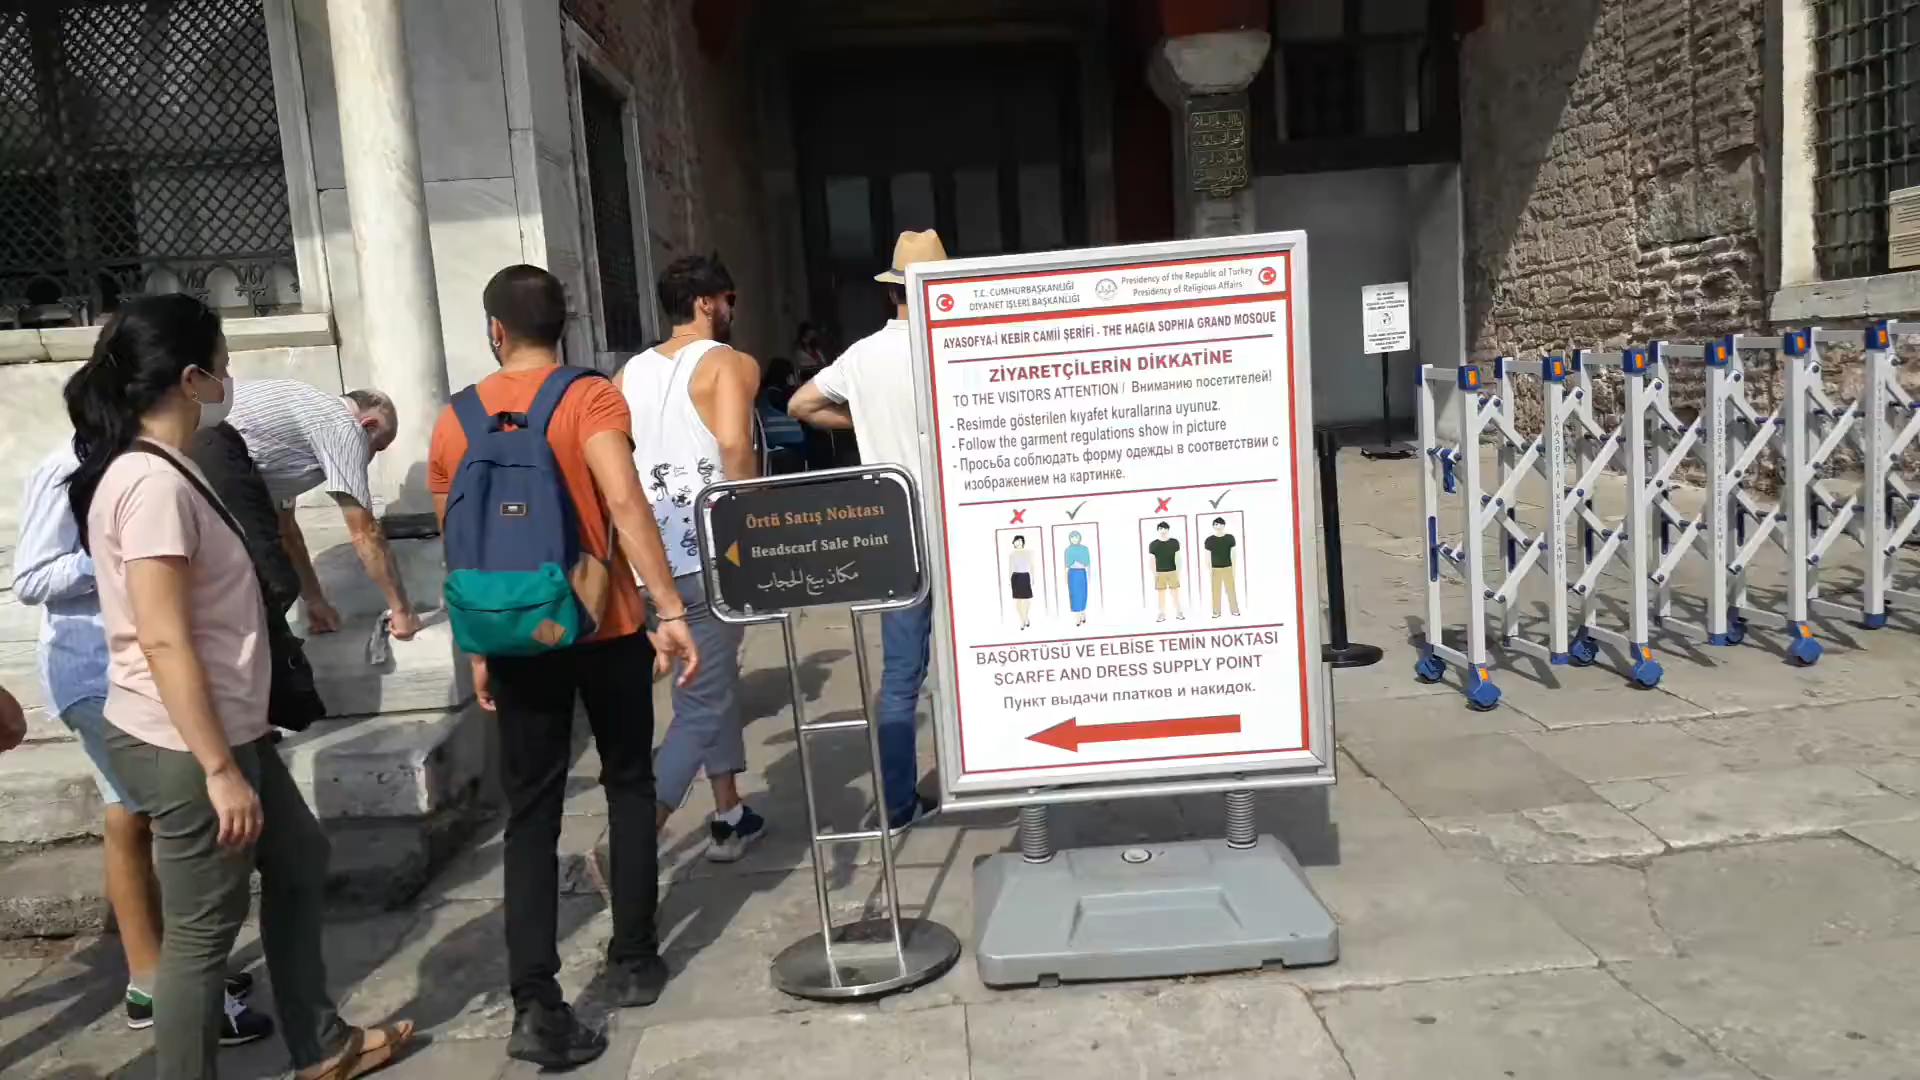 T.C. CUMHURBAŞKANLIĞI
DİYANET İŞLERİ BAŞKANLIĞI
Presidency of the Republic of Turkey
Presidency of Religious Affairs
AYASOFYA-İ KEBİR CAMİİ ŞERİFİ - THE HAGIA SOPHIA GRAND MOSQUE
ZİYARETÇİLERİN DİKKATİNE
TO THE VISITORS ATTENTION / Вниманию посетителей!
- Resimde gösterilen kıyafet kurallarına uyunuz.
- Follow the garment regulations show in picture
- Просьба соблюдать форму одежды в соответствии с
изображением на картинке.
BAŞÖRTÜSÜ VE ELBİSE TEMİN NOKTASI
SCARFE AND DRESS SUPPLY POINT
Пункт выдачи платков и накидок.
Örtü Satış Noktası
Headscarf Sale Point
مكان بيع الحجاب
AYASOFYA-İ KEBİR CAMİİ